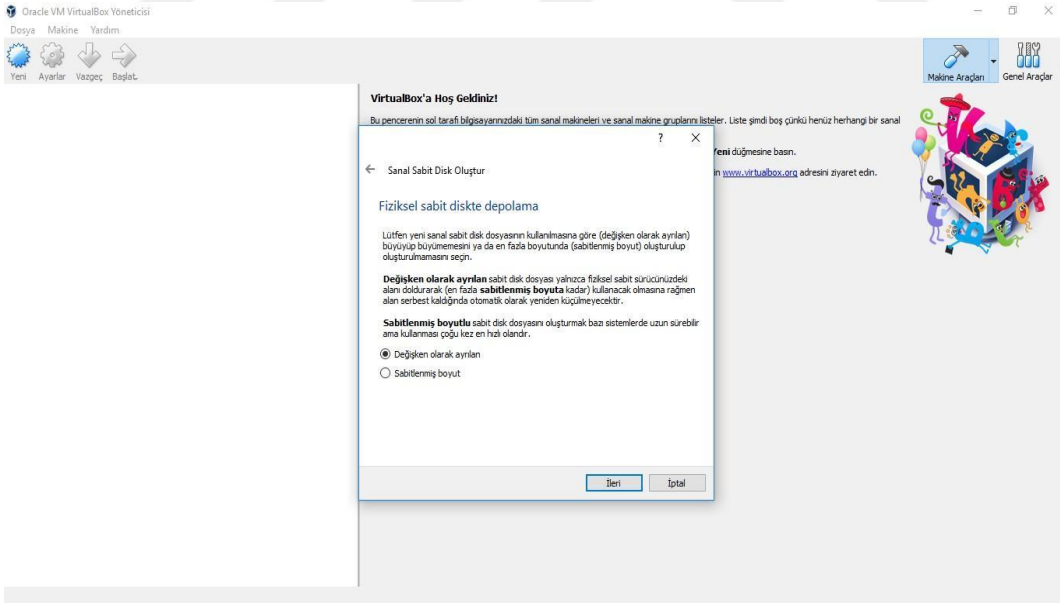 Oracle VM VirtualBox Yöneticisi
Dosya Makine Yardım
Yeni Ayarlar Vazgeç Başlat
Makine Araçları Genel Araçlar
VirtualBox'a Hoş Geldiniz!
Bu pencerenin sol tarafı bilgisayarınızdaki tüm sanal makineleri ve sanal makine gruplarını listeler. Liste şimdi boş çünkü henüz herhangi bir sanal
Yeni düğmesine basın.
in www.virtualbox.org adresini ziyaret edin.
? ×
← Sanal Sabit Disk Oluştur
Fiziksel sabit diskte depolama
Lütfen yeni sanal sabit disk dosyasının kullanılmasına göre (değişken olarak ayrılan)
büyüyüp büyümemesini ya da en fazla boyutunda (sabitlenmiş boyut) oluşturulup
oluşturulmamasını seçin.
Değişken olarak ayrılan sabit disk dosyası yalnızca fiziksel sabit sürücünüzdeki
alanı doldurarak (en fazla sabitlenmiş boyuta kadar) kullanacak olmasına rağmen
alan serbest kaldığında otomatik olarak yeniden küçülmeyecektir.
Sabitlenmiş boyutlu sabit disk dosyasını oluşturmak bazı sistemlerde uzun sürebilir
ama kullanması çoğu kez en hızlı olandır.
Değişken olarak ayrılan
Sabitlenmiş boyut
İleri İptal